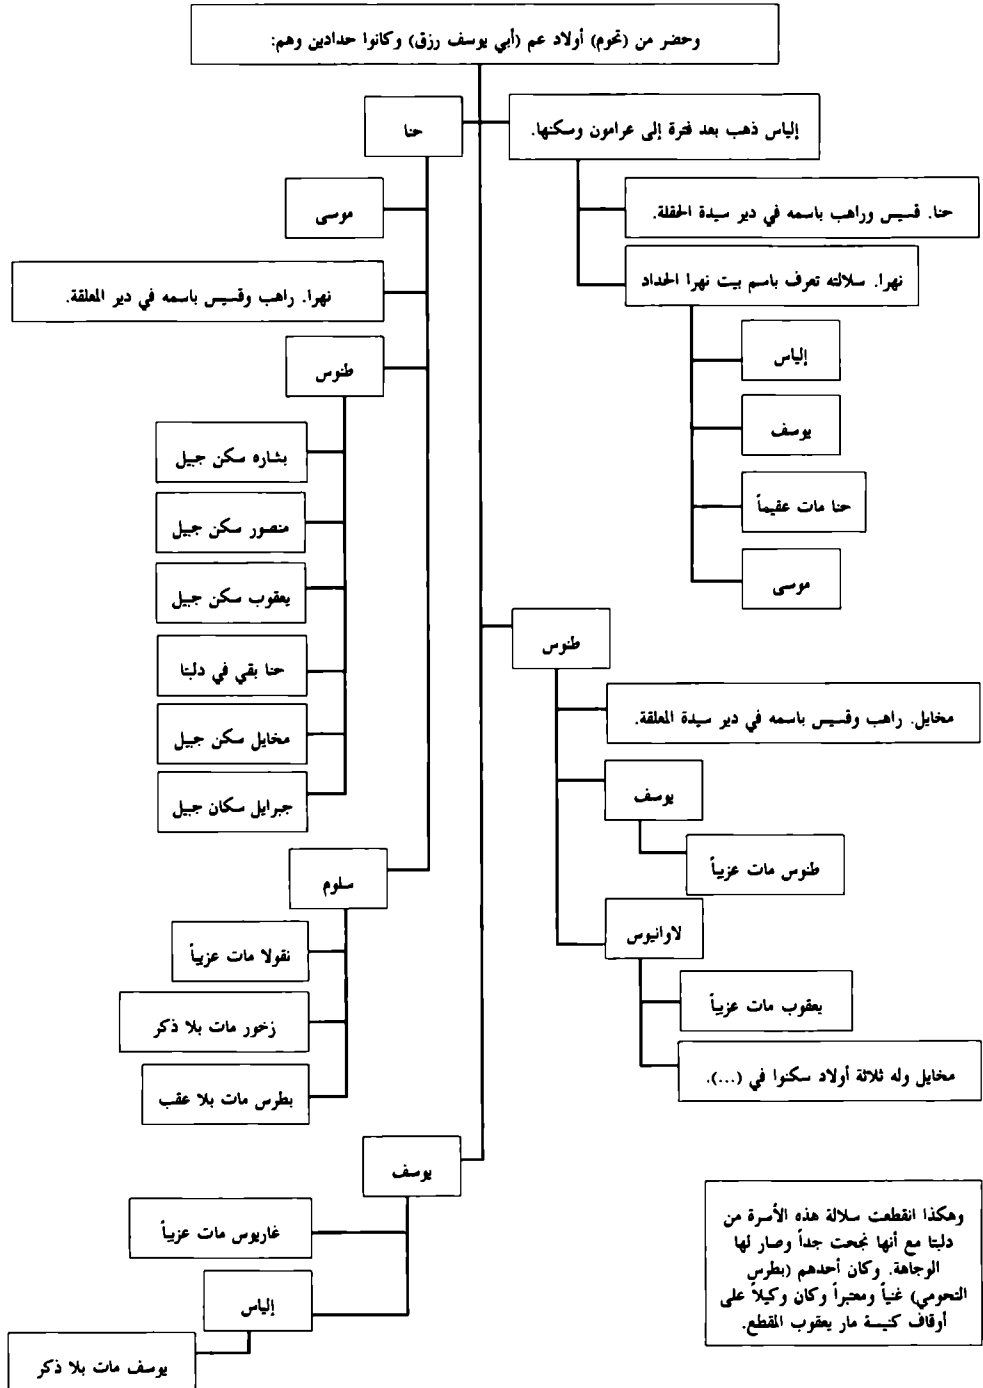 وحضر من (تحوم) أولاد عم (أبي يوسف رزق) وكانوا حدادين وهم:
إلياس ذهب بعد فترة إلى عرامون وسكنها.
حنا. قسيس وراهب باسمه في دير سيدة الحقلة.
نهرا. سلالته تعرف باسم بيت نهرا الحداد
إلياس
يوسف
حنا مات عقيماً
موسى
حنا
موسى
نهرا. راهب وقسيس باسمه في دير المعلقة.
طنوس
بشاره سكن جبيل
منصور سكن جبيل
يعقوب سكن جبيل
حنا بقي في دلبتا
مخايل سكن جبيل
جبرايل سكان جبيل
سلوم
نقولا مات عزيباً
زخور مات بلا ذكر
بطرس مات بلا عقب
طنوس
مخايل. راهب وقسيس باسمه في دير سيدة المعلقة.
يوسف
طنوس مات عزيباً
لاوانيوس
يعقوب مات عزيباً
مخايل وله ثلاثة أولاد سكنوا في (...).
يوسف
غاريوس مات عزيباً
إلياس
يوسف مات بلا ذكر
وهكذا انقطعت سلالة هذه الأسرة من
دلبتا مع أنها نجحت جداً وصار لها
الوجاهة. وكان أحدهم (بطرس
التحومي) غنياً ومعتبراً وكان وكيلاً على
أوقاف كنيسة مار يعقوب المقطع.